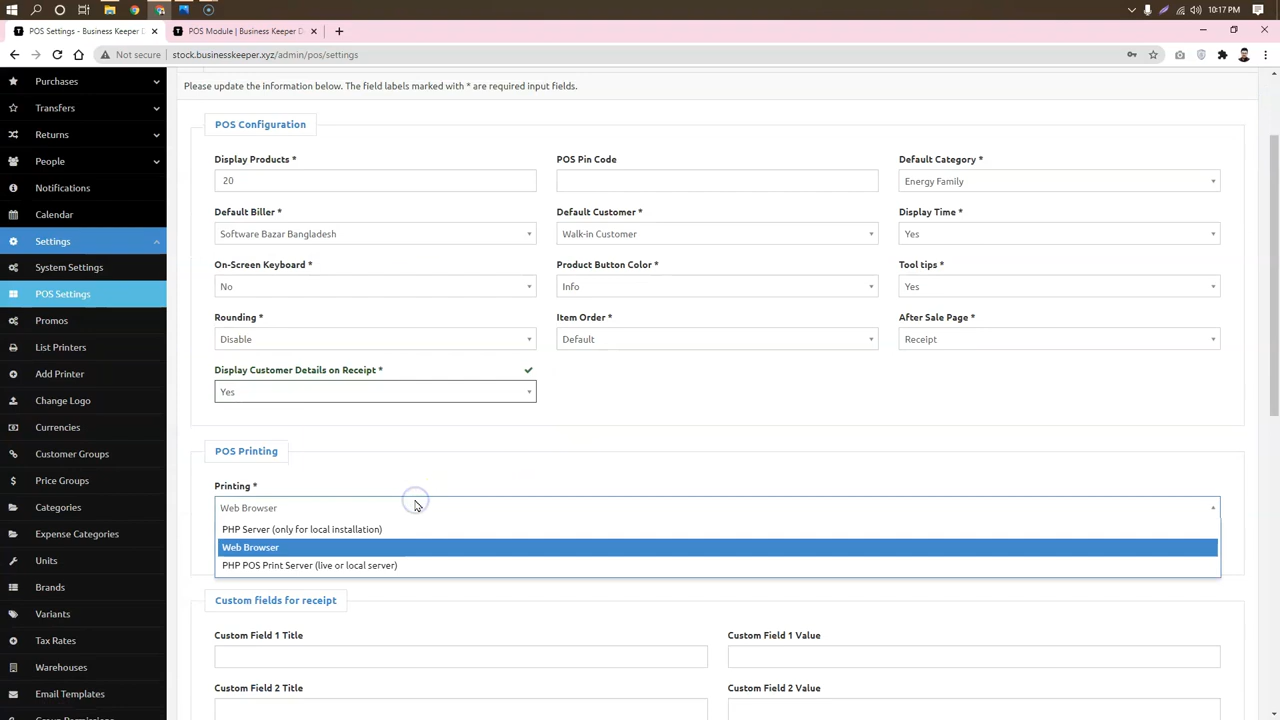 10:17 PM
POS Settings - Business Keeper D
POS Module | Business Keeper D
Not secure
stock.businesskeeper.xyz/admin/pos/settings
Purchases
Transfers
Returns
People
Notifications
Calendar
Settings
System Settings
POS Settings
Promos
List Printers
Add Printer
Change Logo
Currencies
Customer Groups
Price Groups
Categories
Expense Categories
Units
Brands
Variants
Tax Rates
Warehouses
Email Templates
Group Permissions
Please update the information below. The field labels marked with * are required input fields.
POS Configuration
Display Products *
20
POS Pin Code
Default Category *
Energy Family
Default Biller *
Software Bazar Bangladesh
Default Customer *
Walk-in Customer
Display Time *
Yes
On-Screen Keyboard *
No
Product Button Color *
Info
Tool tips *
Yes
Rounding *
Disable
Item Order *
Default
After Sale Page *
Receipt
Display Customer Details on Receipt *
Yes
POS Printing
Printing *
Web Browser
PHP Server (only for local installation)
Web Browser
PHP POS Print Server (live or local server)
Custom fields for receipt
Custom Field 1 Title
Custom Field 1 Value
Custom Field 2 Title
Custom Field 2 Value